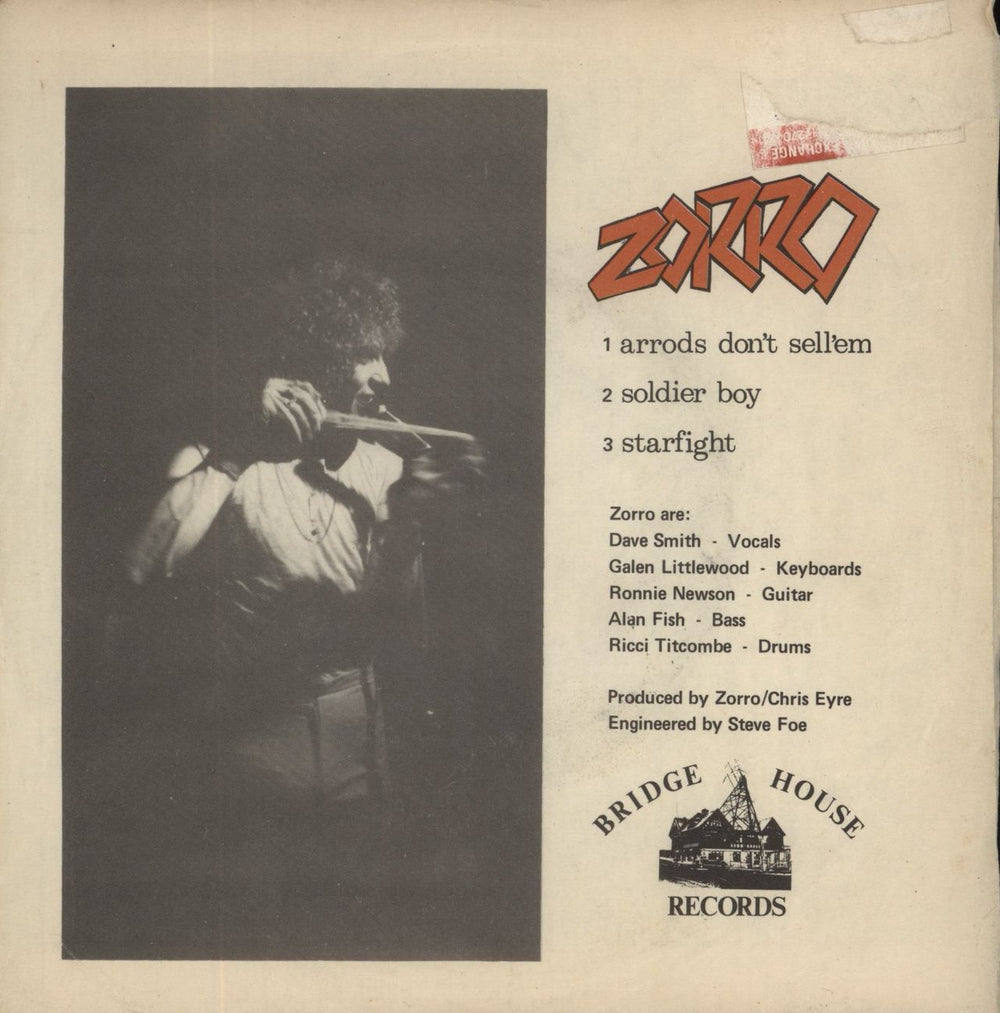 EXCHANGE
ZORRO
1 arrods don't sell'em
2 soldier boy
3 starfight
Zorro are:
Dave Smith - Vocals
Galen Littlewood - Keyboards
Ronnie Newson - Guitar
Alan Fish - Bass
Ricci Titcombe - Drums
Produced by Zorro/Chris Eyre
Engineered by Steve Foe
BRIDGE HOUSE
RECORDS